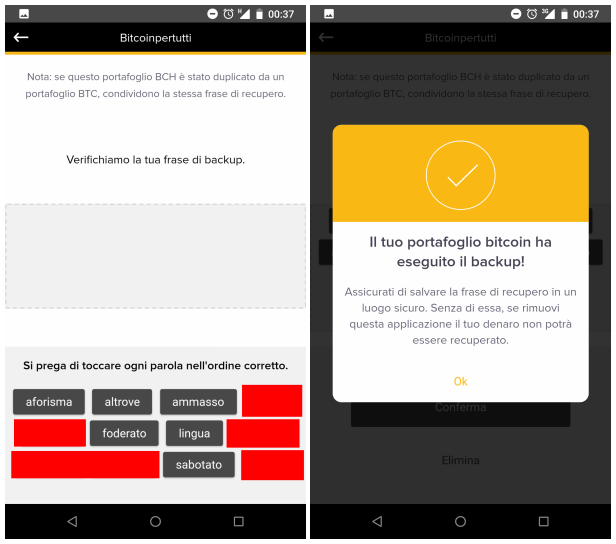 00:37
Bitcoinpertutti
Nota: se questo portafoglio BCH è stato duplicato da un
portafoglio BTC, condividono la stessa frase di recupero.
Verifichiamo la tua frase di backup.
Si prega di toccare ogni parola nell'ordine corretto.
aforisma altrove ammasso
foderato lingua
sabotato
3G 00:37
Bitcoinpertutti
Nota: se questo portafoglio BCH è stato duplicato da un
portafoglio BTC, condividono la stessa frase di recupero.
Il tuo portafoglio bitcoin ha
eseguito il backup!
Assicurati di salvare la frase di recupero in un
luogo sicuro. Senza di essa, se rimuovi
questa applicazione il tuo denaro non potrà
essere recuperato.
Ok
Conferma
Elimina